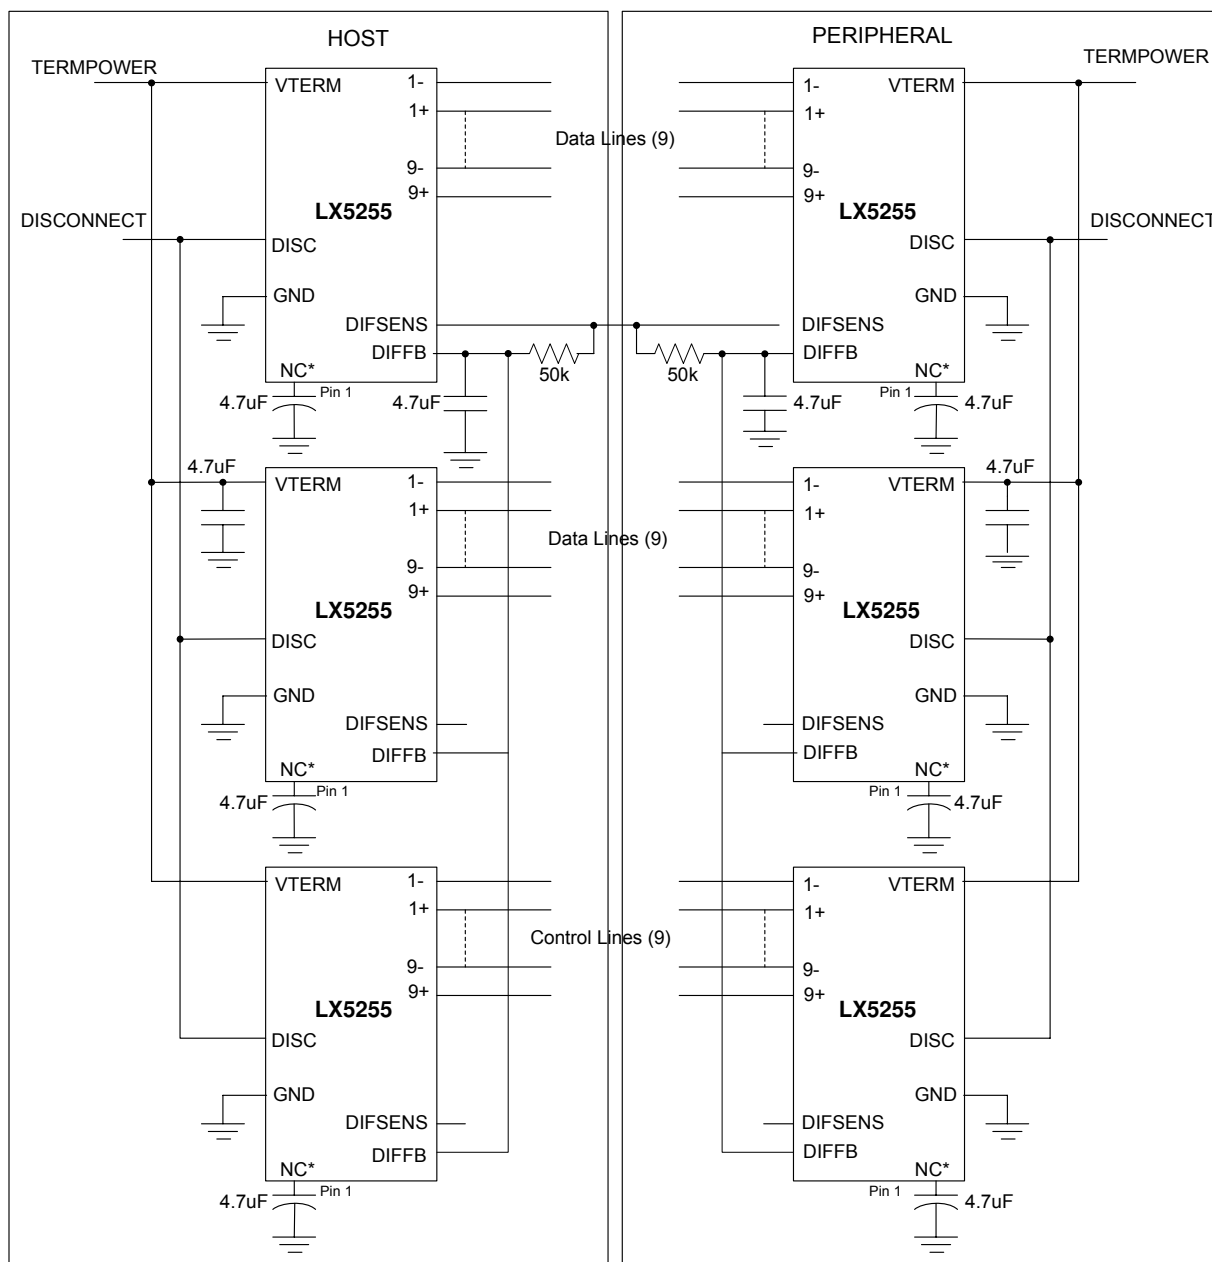 HOST
PERIPHERAL
TERMPOWER
TERMPOWER
VTERM
1-
1-
VTERM
1+
1+
Data Lines (9)
9-
9-
9+
9+
LX5255
LX5255
DISCONNECT
DISCONNECT
DISC
DISC
GND
GND
DIFSENS
DIFSENS
DIFFB
DIFFB
50k
50k
NC*
Pin 1
4.7uF
4.7uF
4.7uF
NC*
Pin 1
4.7uF
4.7uF
4.7uF
VTERM
1-
1-
VTERM
1+
1+
Data Lines (9)
9-
9-
9+
9+
LX5255
LX5255
DISC
DISC
GND
GND
DIFSENS
DIFSENS
DIFFB
DIFFB
NC*
Pin 1
4.7uF
NC*
Pin 1
4.7uF
VTERM
1-
1-
VTERM
1+
1+
Control Lines (9)
9-
9-
9+
9+
LX5255
LX5255
DISC
DISC
GND
GND
DIFSENS
DIFSENS
DIFFB
DIFFB
NC*
Pin 1
4.7uF
NC*
Pin 1
4.7uF